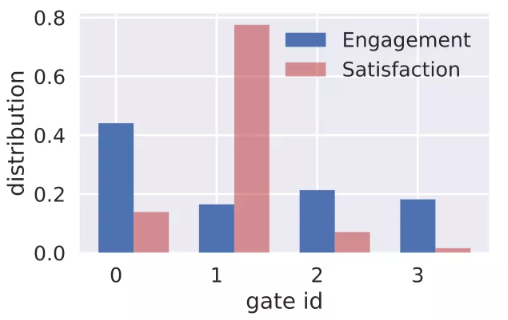 0.8
0.6
0.4
0.2
0.0
distribution
Engagement
Satisfaction
0 1 2 3
gate id